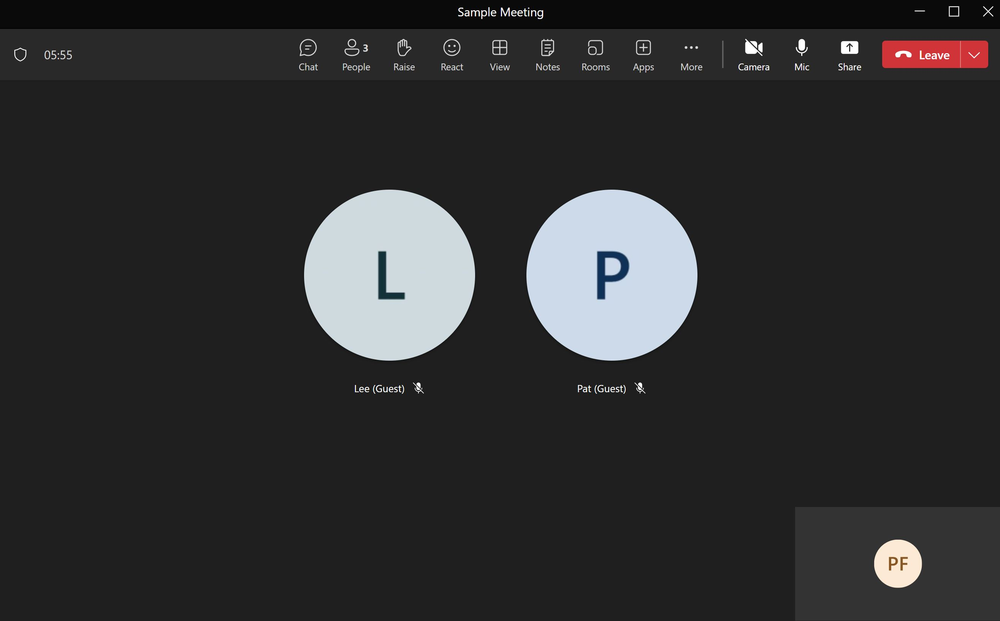 Sample Meeting
05:55
Chat
People 3
Raise
React
View
Notes
Rooms
Apps
More
Camera
Mic
Share
Leave
L
P
Lee (Guest)
Pat (Guest)
PF